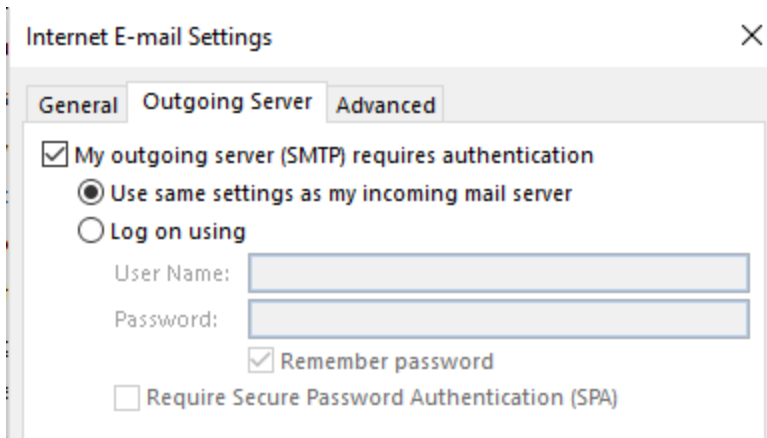 Internet E-mail Settings
General Outgoing Server Advanced
My outgoing server (SMTP) requires authentication
Use same settings as my incoming mail server
Log on using
User Name:
Password:
Remember password
Require Secure Password Authentication (SPA)